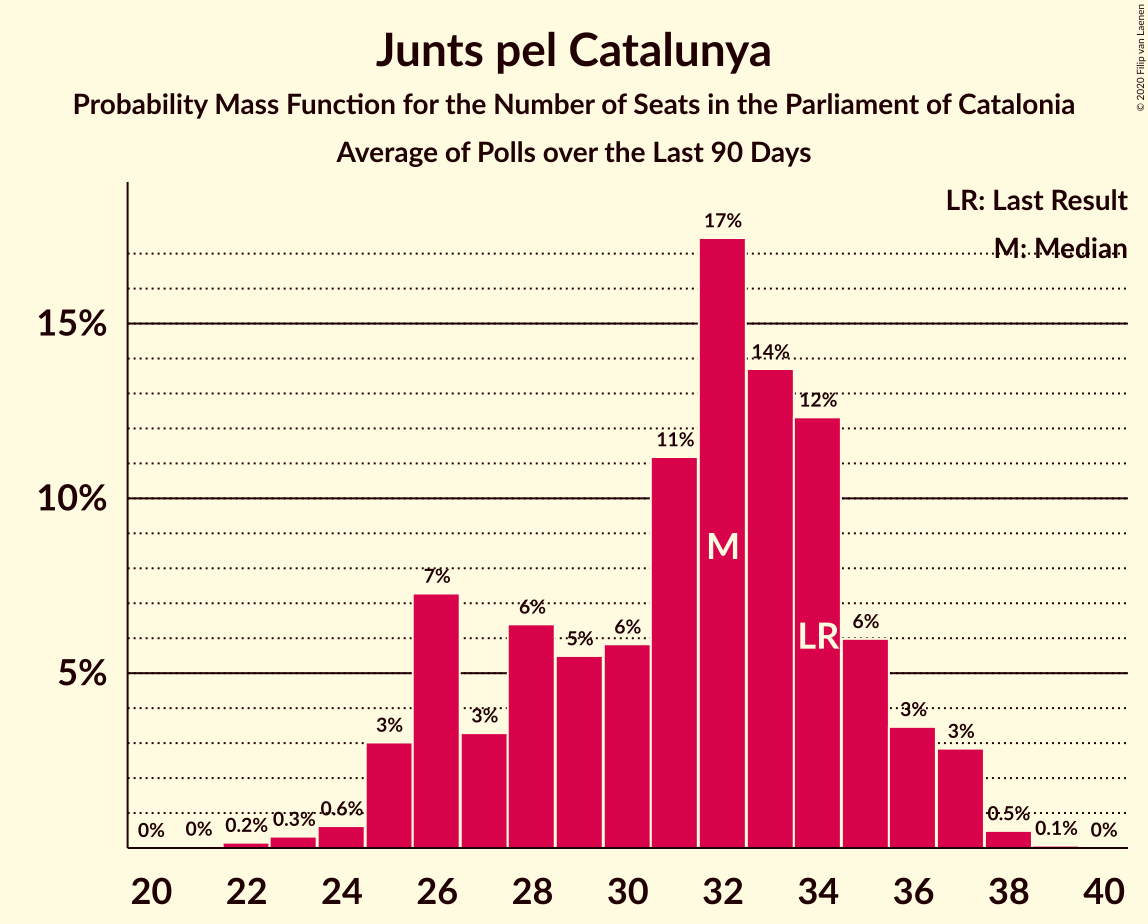 Junts pel Catalunya
Probability Mass Function for the Number of Seats in the Parliament of Catalonia
Average of Polls over the Last 90 Days
© 2020 Filip van Laenen
LR: Last Result
M: Median
15%
10%
5%
0%
0%
0.2%
0.3%
0.6%
3%
7%
3%
6%
5%
6%
11%
17%
14%
12%
6%
3%
3%
0.5%
0.1%
0%
M
LR
20 22 24 26 28 30 32 34 36 38 40